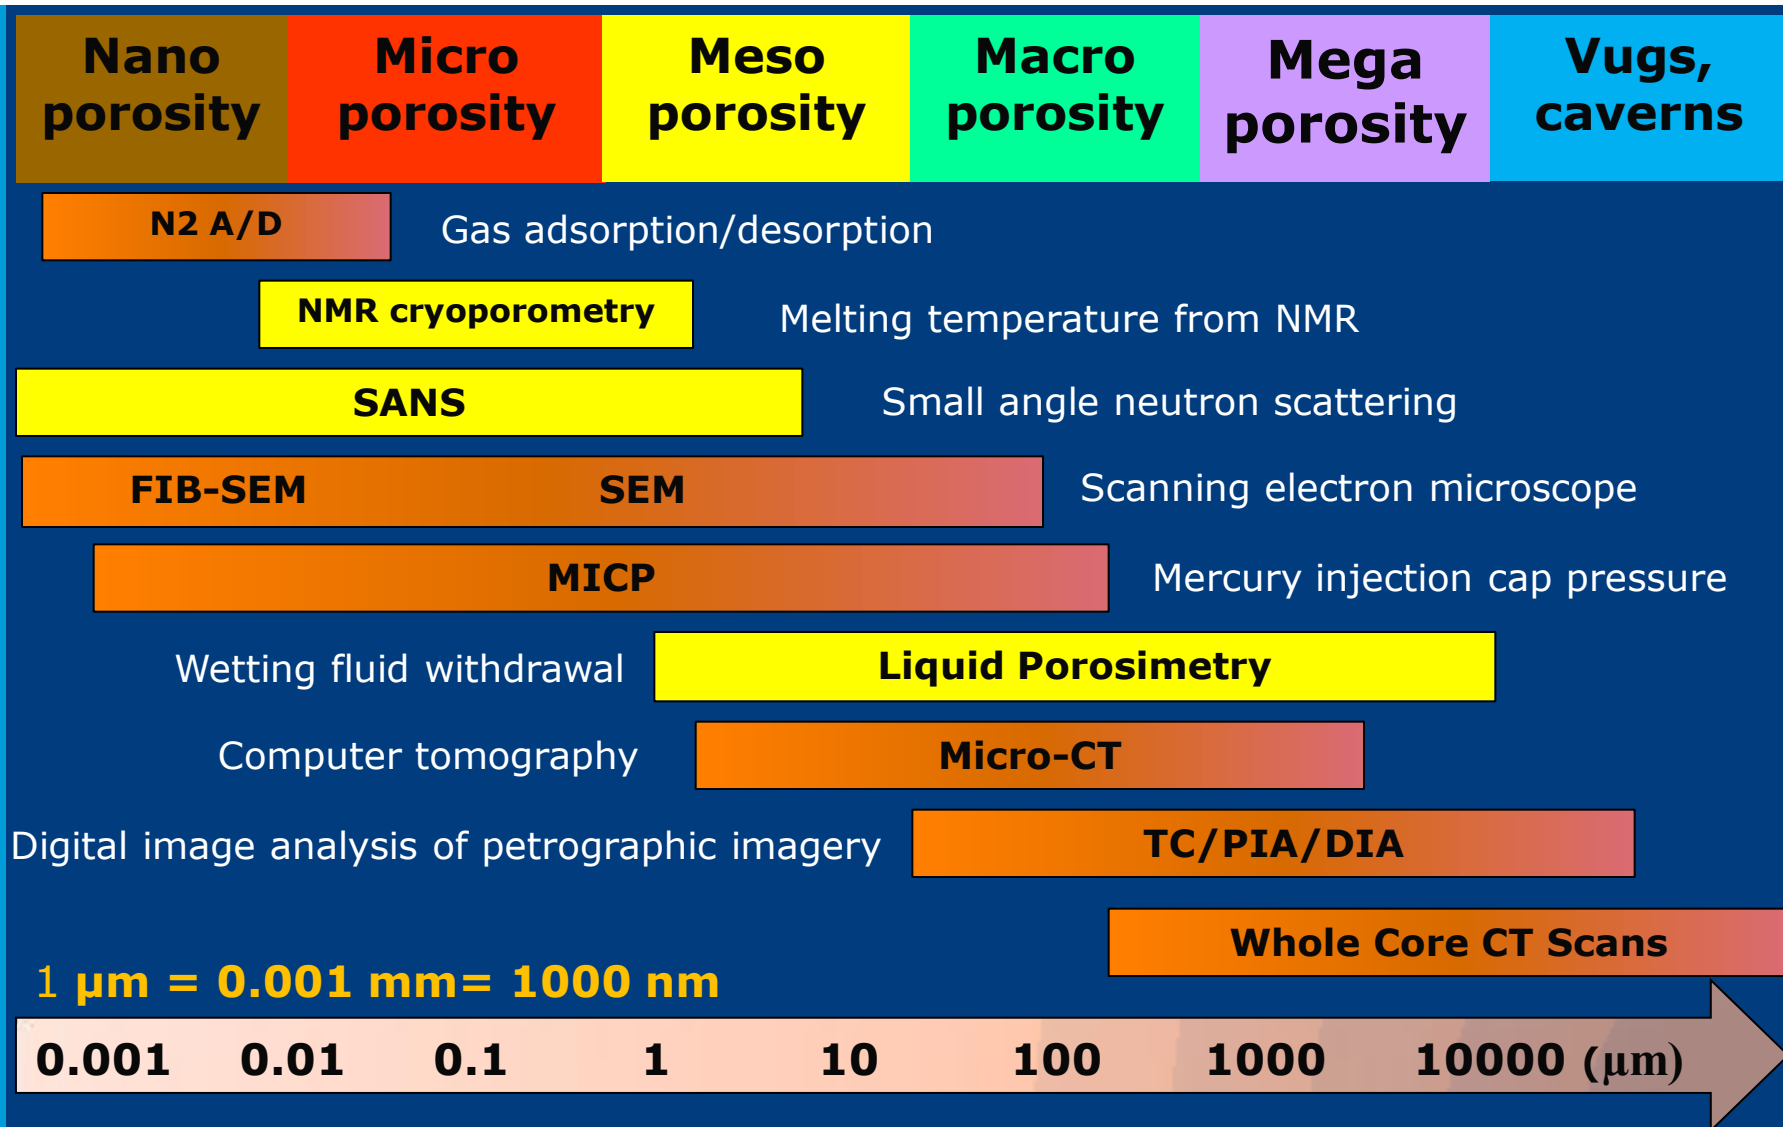 Nano
porosity
Micro
porosity
Meso
porosity
Macro
porosity
Mega
porosity
Vugs,
caverns
N2 A/D
Gas adsorption/desorption
NMR cryoporometry
Melting temperature from NMR
SANS
Small angle neutron scattering
FIB-SEM
SEM
Scanning electron microscope
MICP
Mercury injection cap pressure
Wetting fluid withdrawal
Liquid Porosimetry
Computer tomography
Micro-CT
Digital image analysis of petrographic imagery
TC/PIA/DIA
Whole Core CT Scans
1 µm = 0.001 mm= 1000 nm
0.001 0.01 0.1 1 10 100 1000 10000 (µm)